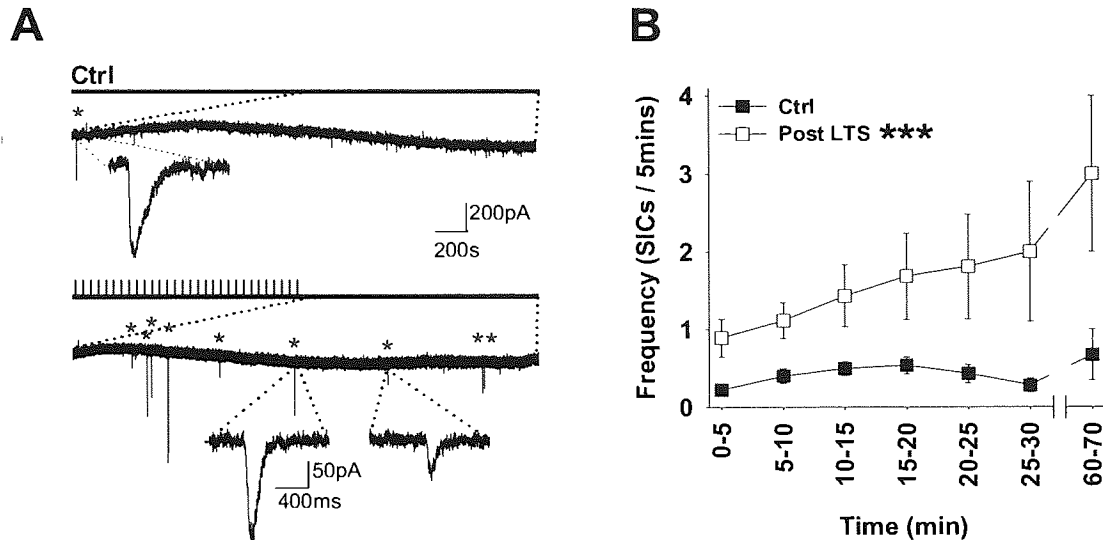 A
Ctrl
*
200pA
200s
* * * * * * * **
50pA
400ms
B
Frequency (SICs / 5mins)
4
3
2
1
0
Ctrl
Post LTS ***
0-5
5-10
10-15
15-20
20-25
25-30
60-70
Time (min)